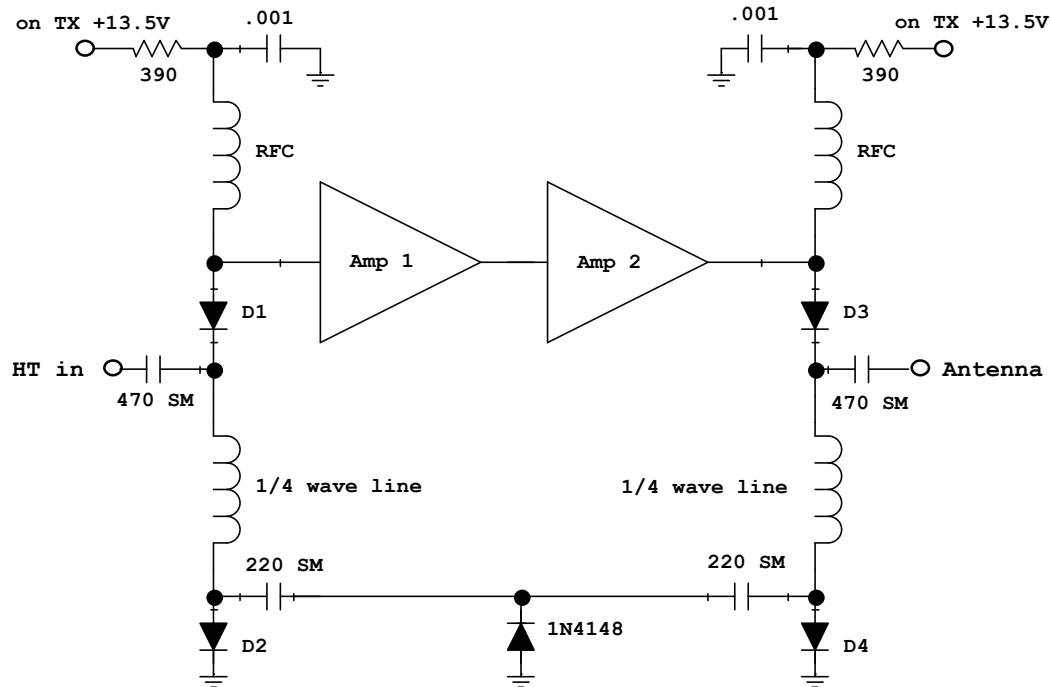 on TX +13.5V
.001
.001
on TX +13.5V
390
390
RFC
RFC
Amp 1
Amp 2
D1
D3
HT in
Antenna
470 SM
470 SM
1/4 wave line
1/4 wave line
220 SM
220 SM
1N4148
D2
D4